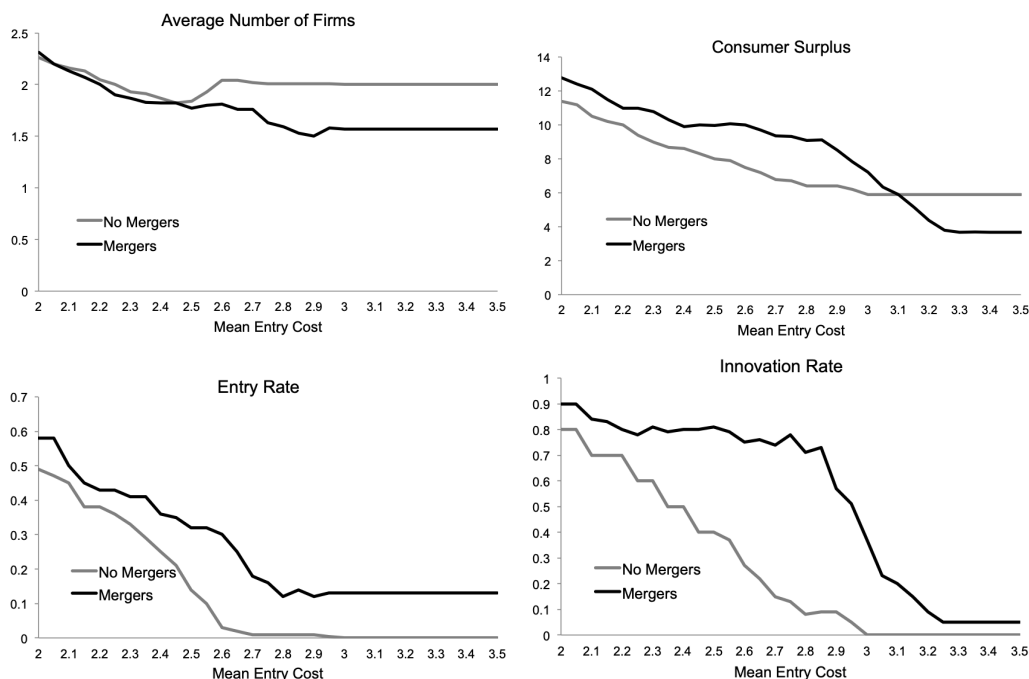 Average Number of Firms
2.5
2
1.5
1
0.5
0
No Mergers
Mergers
2 2.1 2.2 2.3 2.4 2.5 2.6 2.7 2.8 2.9 3 3.1 3.2 3.3 3.4 3.5
Mean Entry Cost
Consumer Surplus
14
12
10
8
6
4
2
0
No Mergers
Mergers
2 2.1 2.2 2.3 2.4 2.5 2.6 2.7 2.8 2.9 3 3.1 3.2 3.3 3.4 3.5
Mean Entry Cost
Entry Rate
0.7
0.6
0.5
0.4
0.3
0.2
0.1
0
No Mergers
Mergers
2 2.1 2.2 2.3 2.4 2.5 2.6 2.7 2.8 2.9 3 3.1 3.2 3.3 3.4 3.5
Mean Entry Cost
Innovation Rate
1
0.9
0.8
0.7
0.6
0.5
0.4
0.3
0.2
0.1
0
No Mergers
Mergers
2 2.1 2.2 2.3 2.4 2.5 2.6 2.7 2.8 2.9 3 3.1 3.2 3.3 3.4 3.5
Mean Entry Cost